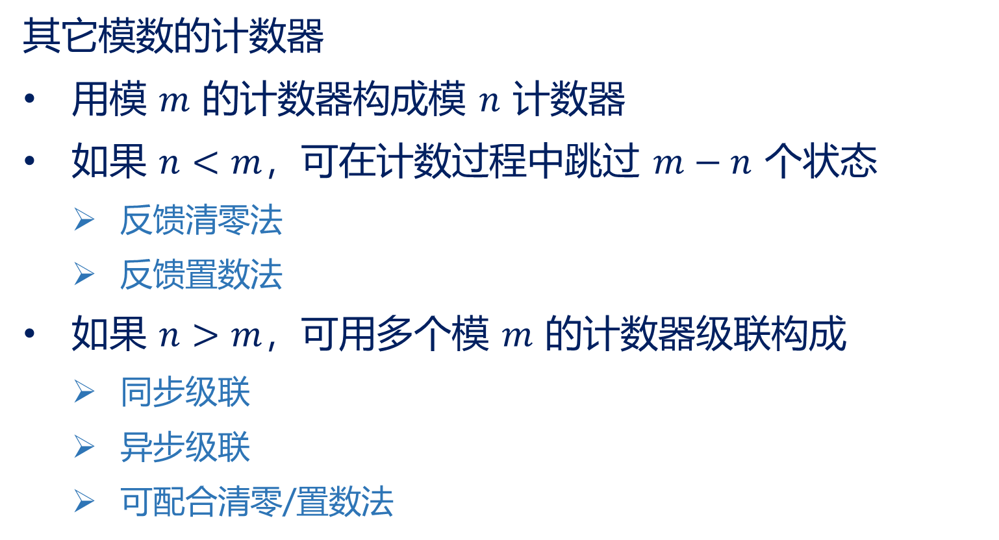 其它模数的计数器
• 用模 m 的计数器构成模 n 计数器
• 如果 n < m，可在计数过程中跳过 m − n 个状态
➢ 反馈清零法
➢ 反馈置数法
• 如果 n > m，可用多个模 m 的计数器级联构成
➢ 同步级联
➢ 异步级联
➢ 可配合清零/置数法